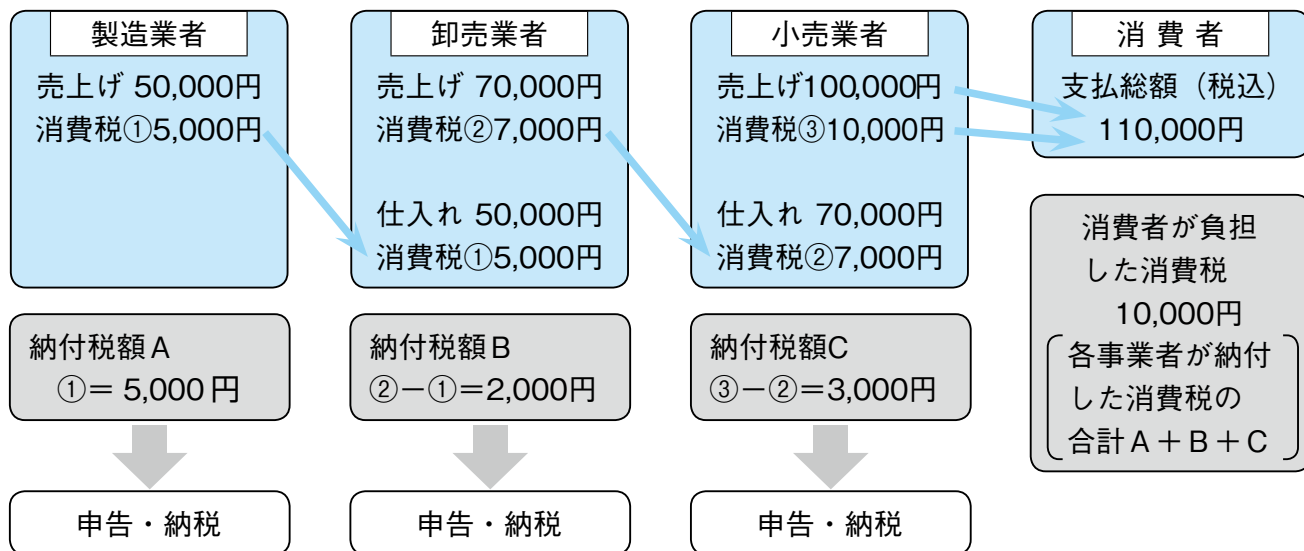 製造業者
売上げ 50,000円
消費税①5,000円
卸売業者
売上げ 70,000円
消費税②7,000円
仕入れ 50,000円
消費税①5,000円
小売業者
売上げ100,000円
消費税③10,000円
仕入れ 70,000円
消費税②7,000円
消 費 者
支払総額（税込）
110,000円
納付税額A
①＝5,000円
納付税額B
②－①＝2,000円
納付税額C
③－②＝3,000円
消費者が負担
した消費税
10,000円
各事業者が納付
した消費税の
合計A＋B＋C
申告・納税
申告・納税
申告・納税